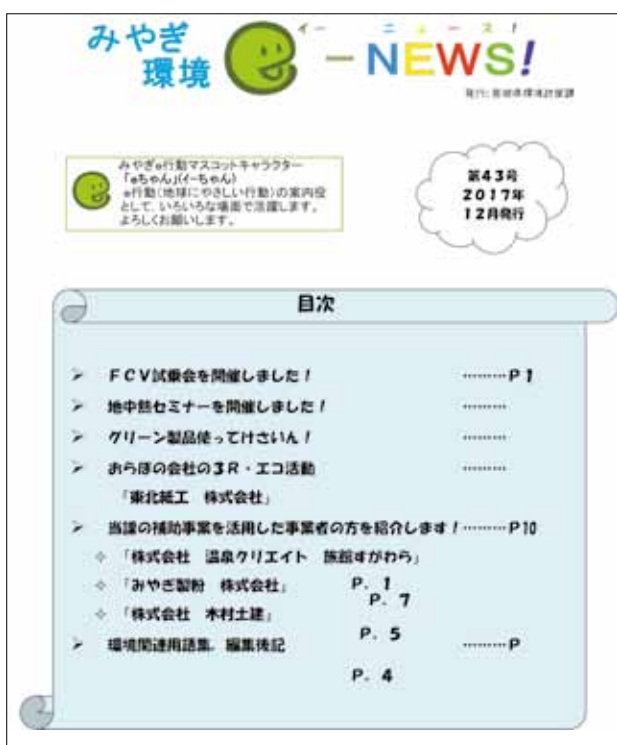 みやぎ
環境
イー ニュース!
e－NEWS!
発行：宮城県環境政策課
みやぎe行動マスコットキャラクター
「eちゃん」(イーちゃん)
e行動(地球にやさしい行動)の案内役
として、いろいろな場面で活躍します。
よろしくお願いします。
第43号
2017年
12月発行
目次
➢ FCV試乗会を開催しました! ………P1
➢ 地中熱セミナーを開催しました! ………
➢ グリーン製品使ってけさいん! ………
➢ おらほの会社の3R・エコ活動 ………
「東北紙工 株式会社」
➢ 当課の補助事業を活用した事業者の方を紹介します!………P10
✧ 「株式会社 温泉クリエイト 旅館すがわら」
✧ 「みやぎ製粉 株式会社」 P. 1
P. 7
✧ 「株式会社 木村土建」
P. 5
➢ 環境関連用語集、編集後記 ………P
P. 4